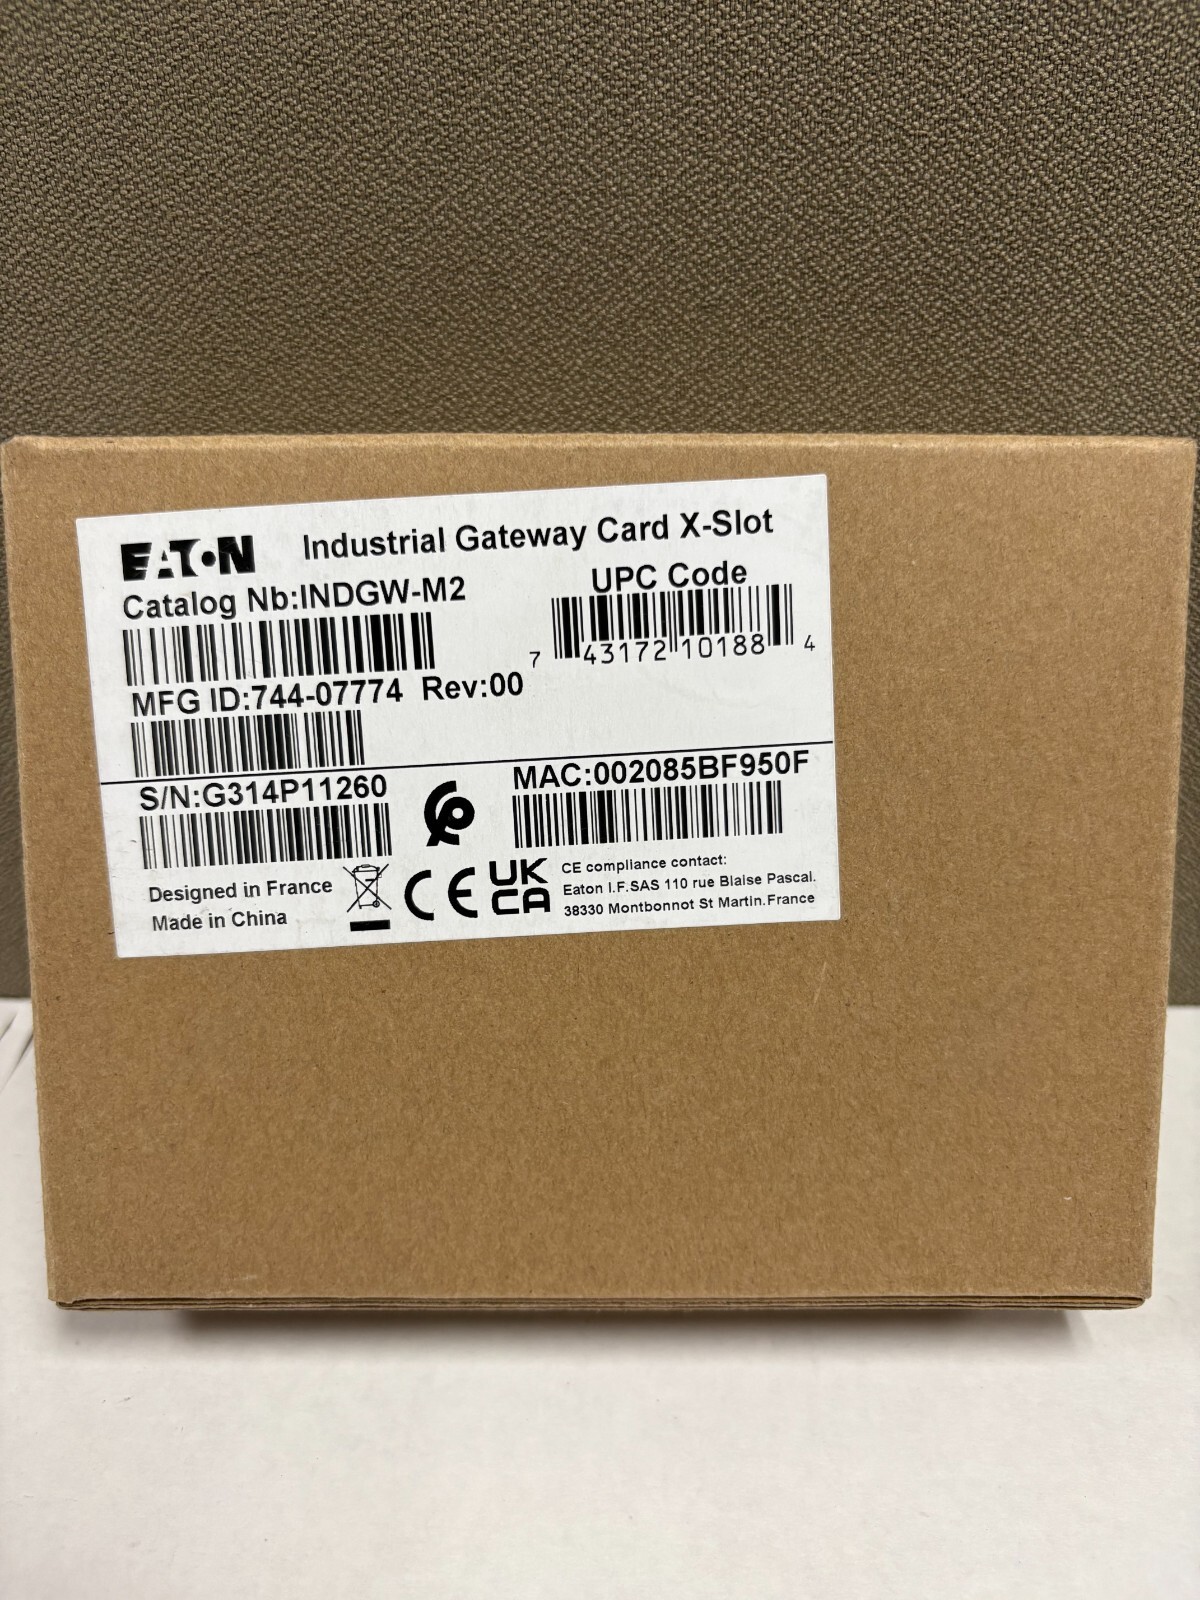 EATON Industrial Gateway Card X-Slot
Catalog Nb:INDGW-M2
UPC Code
7 43172 10188 4
MFG ID:744-07774 Rev:00
S/N:G314P11260
MAC:002085BF950F
Designed in France
Made in China
CE
UK
CA
CE compliance contact:
Eaton I.F.SAS 110 rue Blaise Pascal.
38330 Montbonnot St Martin.France